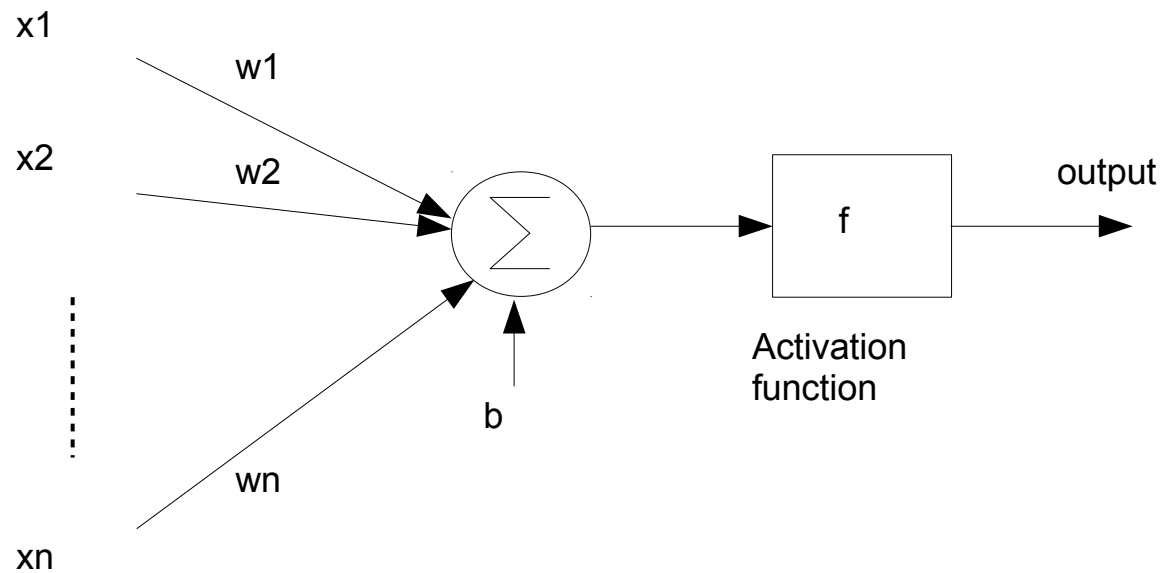 x1
w1
x2
w2
Σ
f
output
Activation
function
b
wn
xn